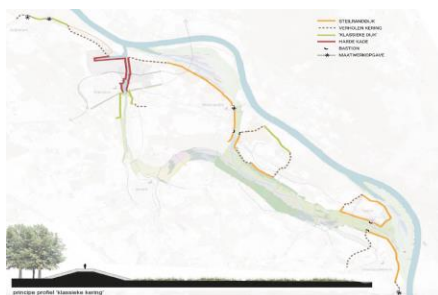 STEILRANDDIJK
VERHOLEN KERING
'KLASSIEKE DIJK'
HARDE KADE
BASTION
MAATWERKOPGAVE
principe profiel 'klassieke kering'